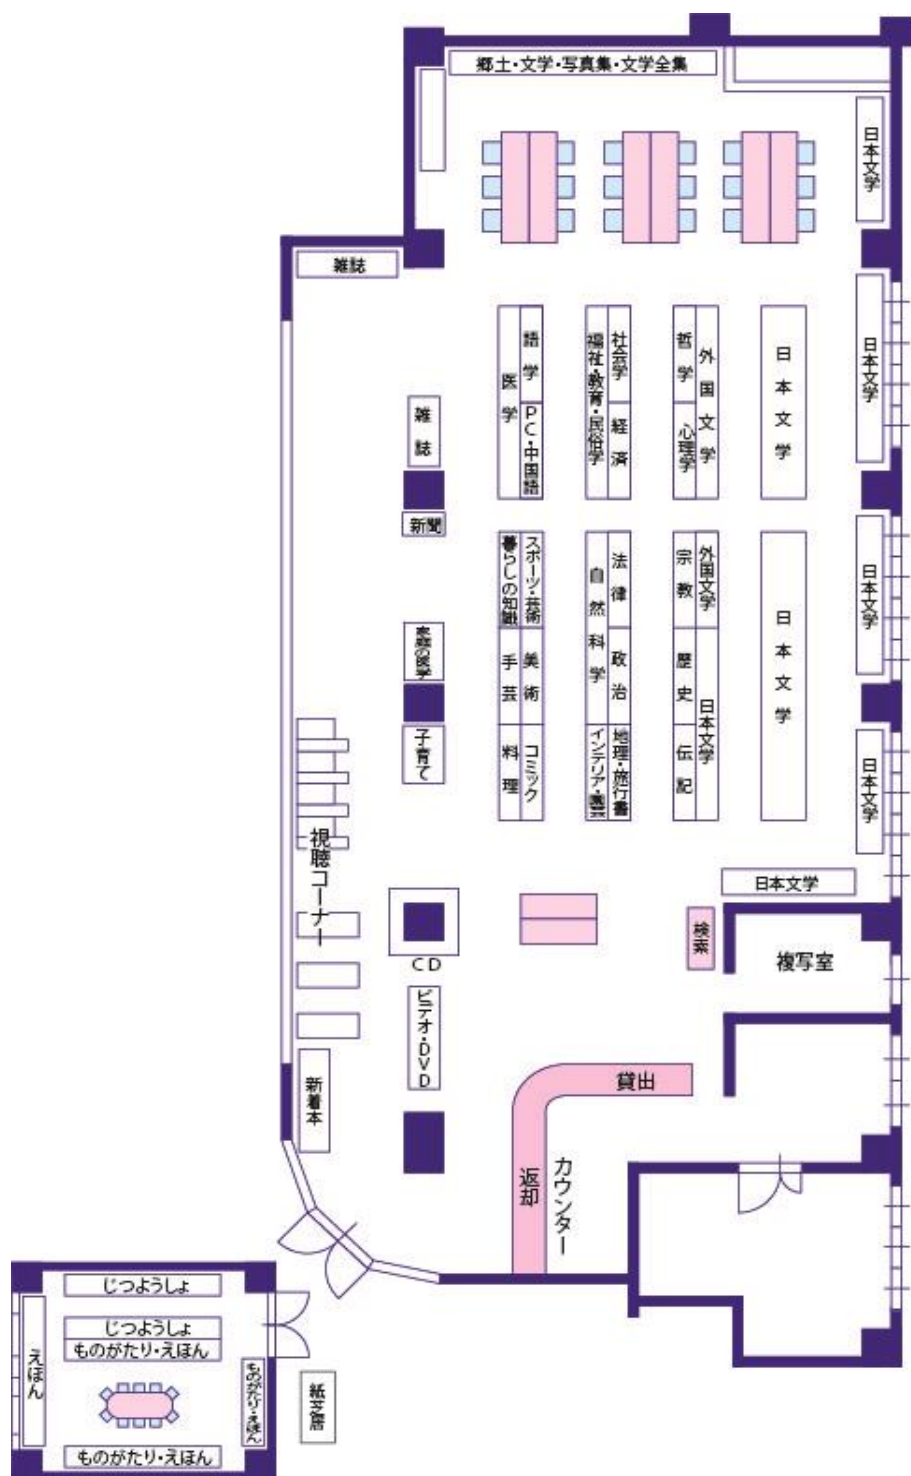 郷土・文学・写真集・文学全集
日本文学
雑誌
日本文学
語学
医学
PC・中国語
社会学
福祉・教育・民俗学
経済
哲学
外国文学
心理学
日本文学
雑誌
新聞
日本文学
スポーツ・芸術
暮らしの知識
美術
手芸
コミック
料理
法律
自然科学
政治
地理・旅行書
インテリア・園芸
宗教
外国文学
歴史
日本文学
伝記
日本文学
家庭の医学
子育て
日本文学
視聴コーナー
日本文学
検索
複写室
CD
ビデオ・DVD
新着本
貸出
返却
カウンター
じつようしょ
じつようしょ
ものがたり・えほん
えほん
ものがたり・えほん
ものがたり・えほん
紙芝居